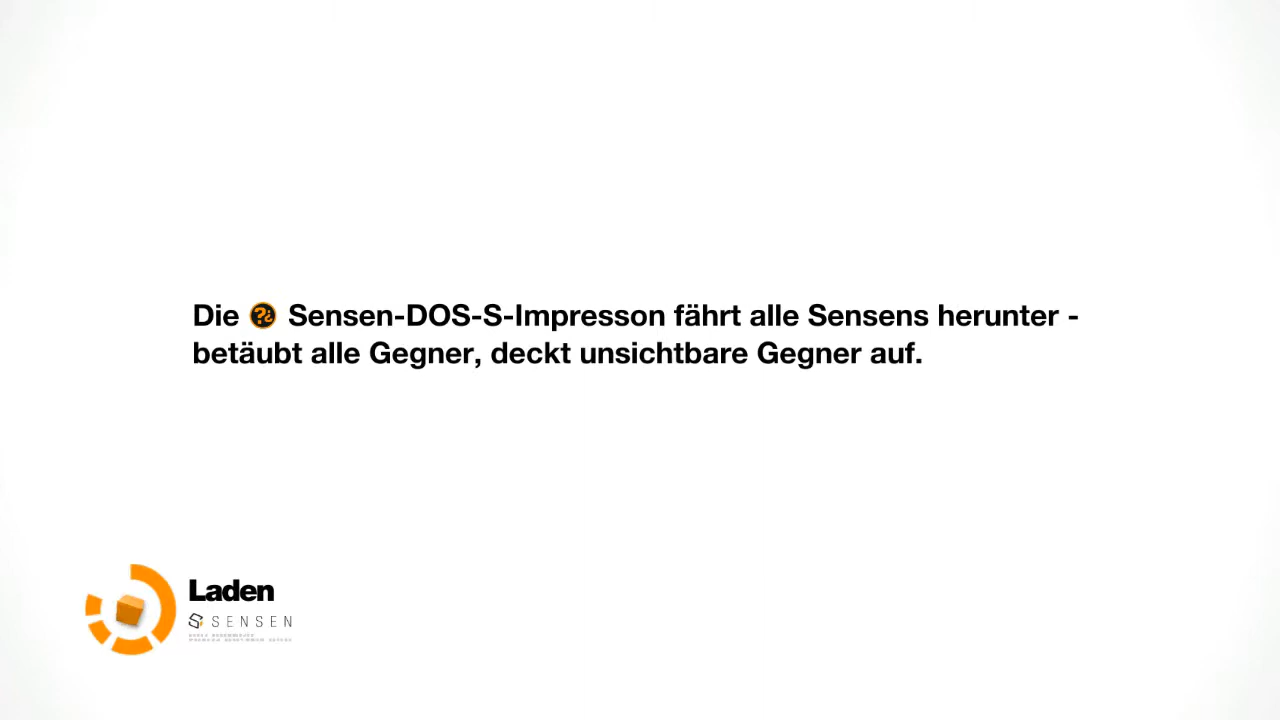 Die Sensen-DOS-S-Impresson fährt alle Sensens herunter -
betäubt alle Gegner, deckt unsichtbare Gegner auf.
Laden
SENSEN